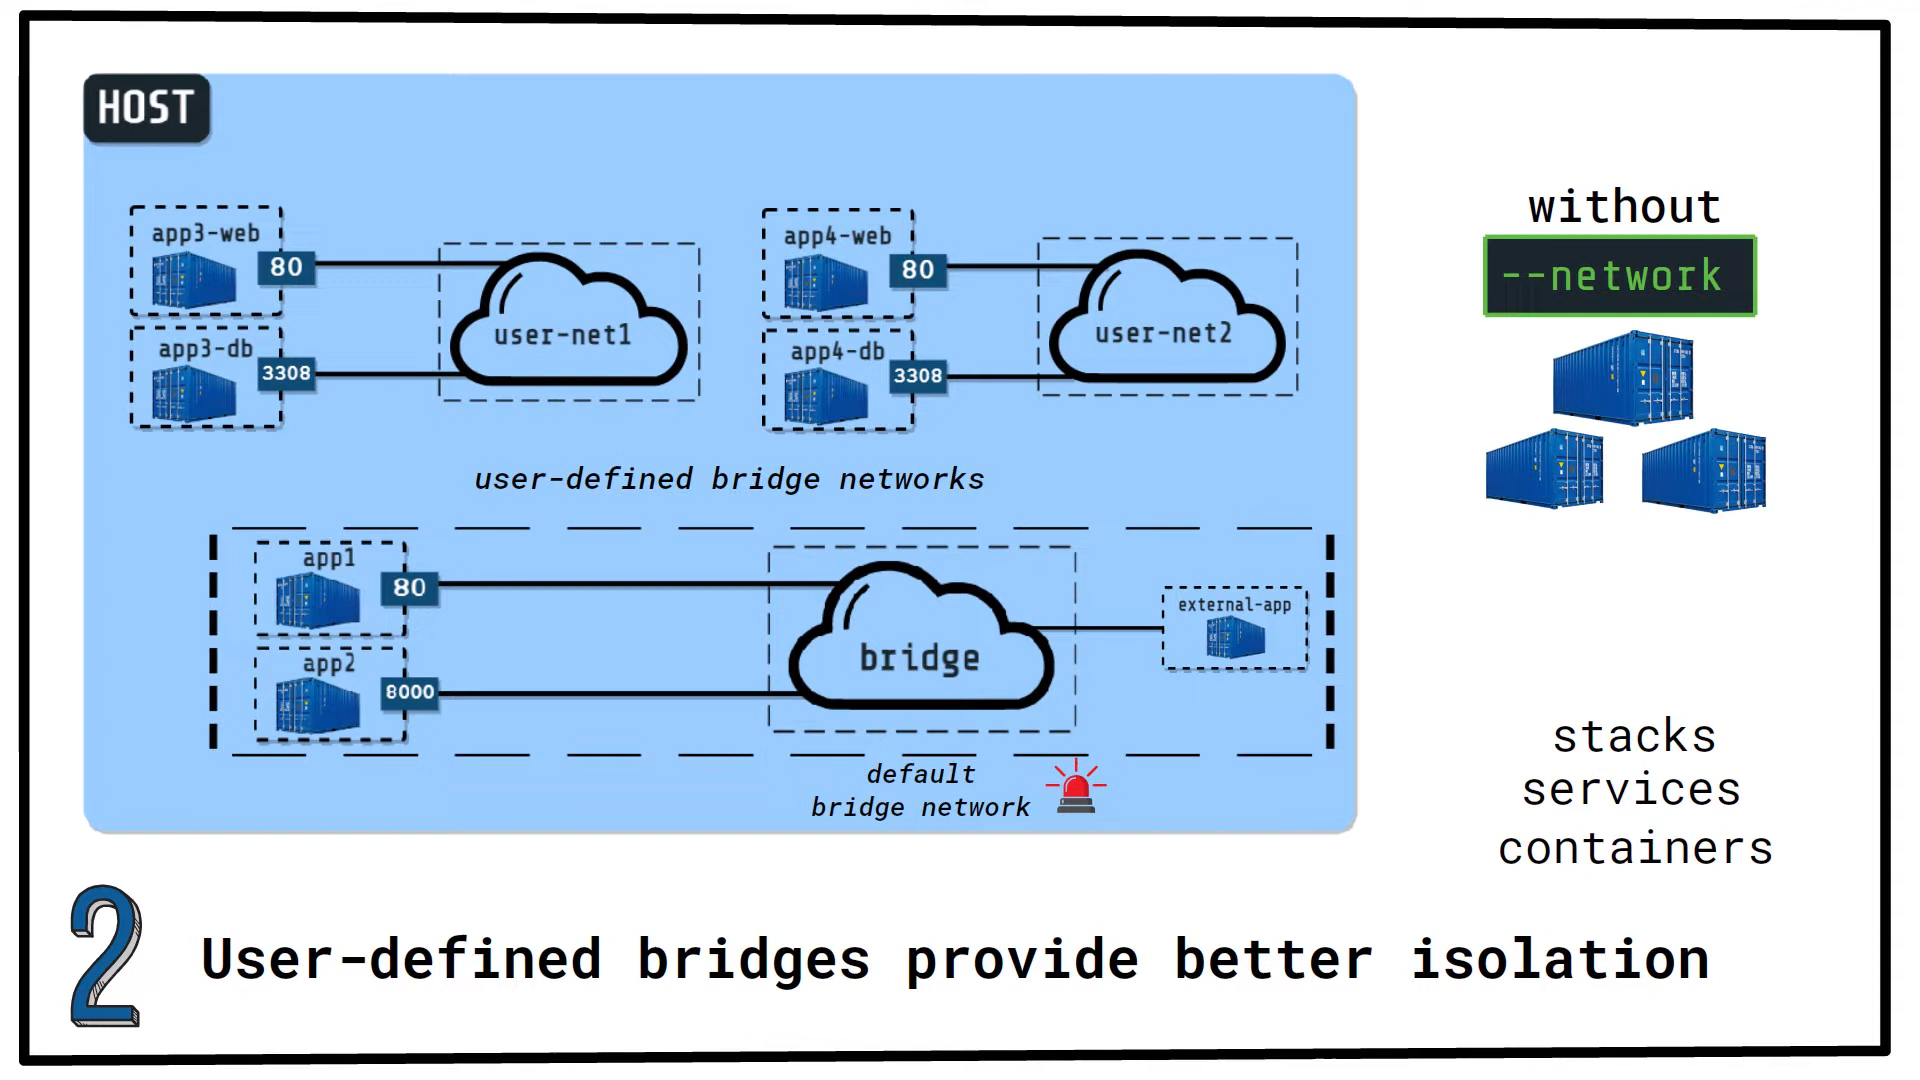 HOST
app3-web
80
app3-db
3308
user-net1
app4-web
80
app4-db
3308
user-net2
user-defined bridge networks
app1
80
app2
8000
bridge
external-app
default
bridge network
without
--network
stacks
services
containers
2
User-defined bridges provide better isolation